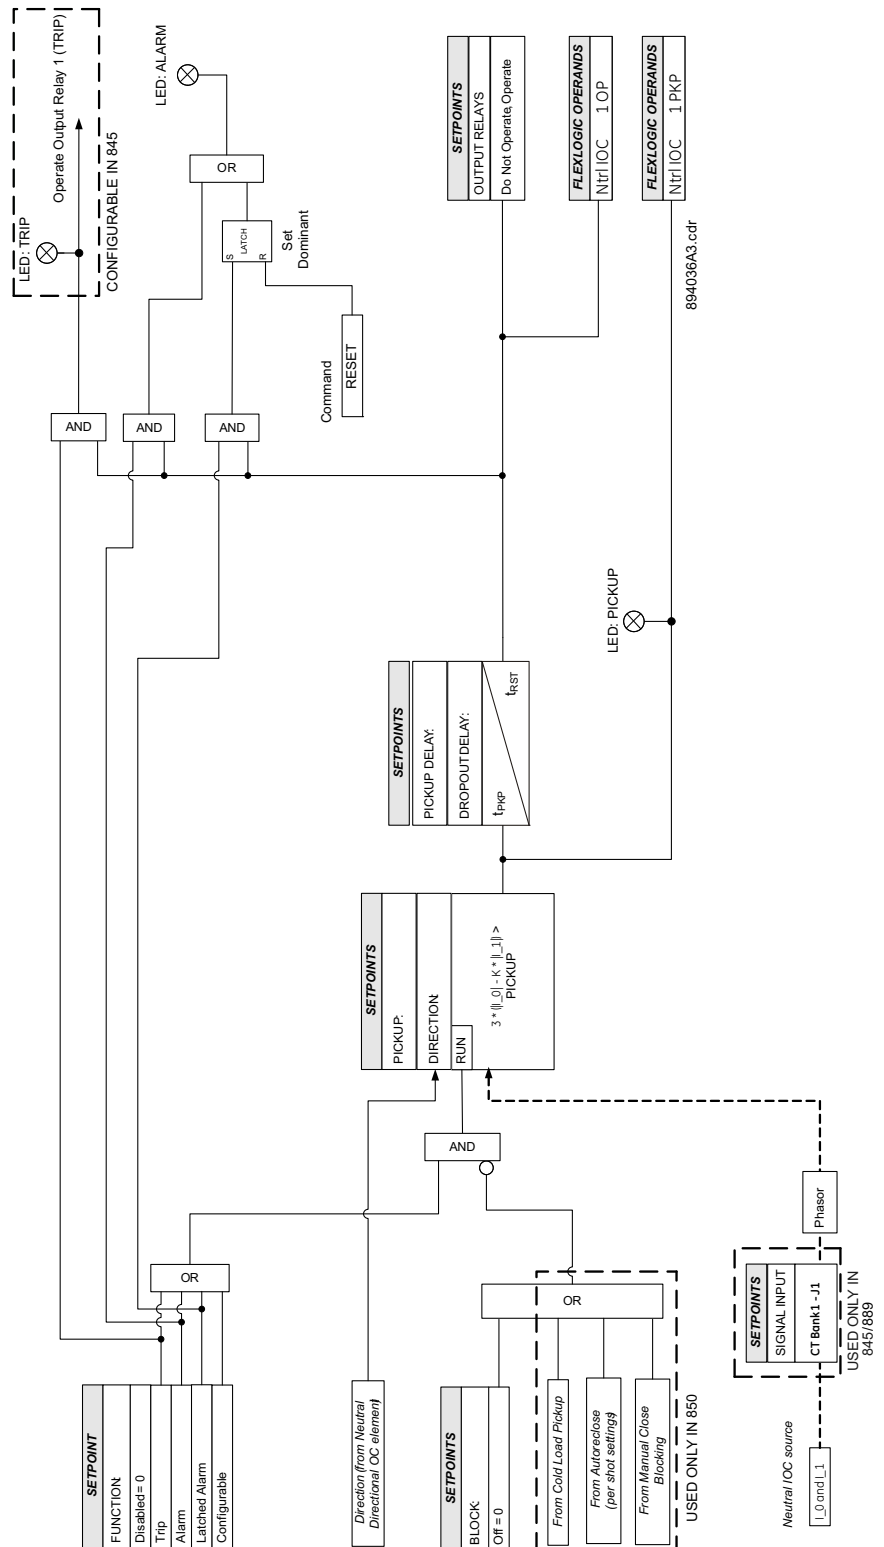 LED: TRIP
Operate Output Relay 1 (TRIP)
CONFIGURABLE IN 845
LED: ALARM
OR
S
LATCH
R
Set
Dominant
Command
RESET
AND
AND
AND
SETPOINTS
OUTPUT RELAYS
Do Not Operate, Operate
FLEXLOGIC OPERANDS
Ntrl IOC 1 OP
FLEXLOGIC OPERANDS
Ntrl IOC 1 PKP
894036A3.cdr
LED: PICKUP
SETPOINTS
PICKUP DELAY:
DROPOUT DELAY:
tPKP
tRST
SETPOINTS
PICKUP:
DIRECTION:
RUN
3 * (|I_0| - K * |I_1|) >
PICKUP
AND
OR
SETPOINT
FUNCTION:
Disabled = 0
Trip
Alarm
Latched Alarm
Configurable
Direction (from Neutral
Directional OC element)
SETPOINTS
BLOCK:
Off = 0
OR
From Cold Load Pickup
From Autoreclose
(per shot settings)
From Manual Close
Blocking
USED ONLY IN 850
Phasor
SETPOINTS
SIGNAL INPUT
CT Bank1 - J1
USED ONLY IN
845/889
Neutral IOC source
I_0 and I_1